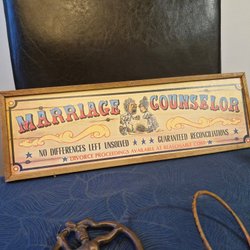 MARRIAGE COUNSELOR
★ NO DIFFERENCES LEFT UNSOLVED ★ ★ GUARANTEED RECONCILIATIONS ★
★ DIVORCE PROCEEDINGS AVAILABLE AT REASONABLE COST ★